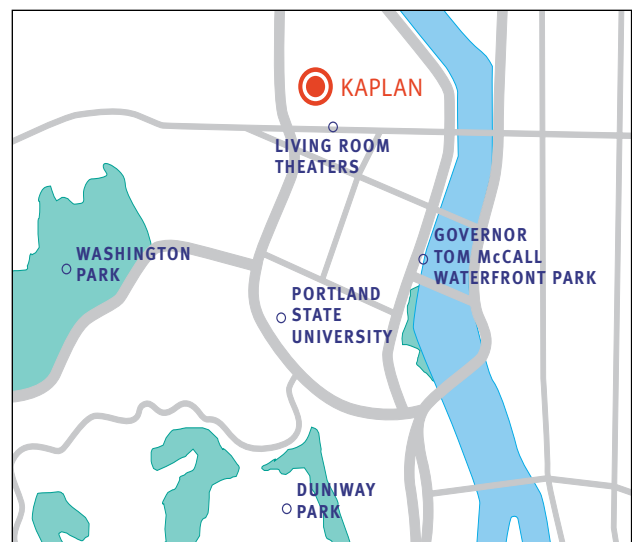 KAPLAN
LIVING ROOM
THEATERS
WASHINGTON
PARK
GOVERNOR
TOM McCALL
WATERFRONT PARK
PORTLAND
STATE
UNIVERSITY
DUNIWAY
PARK